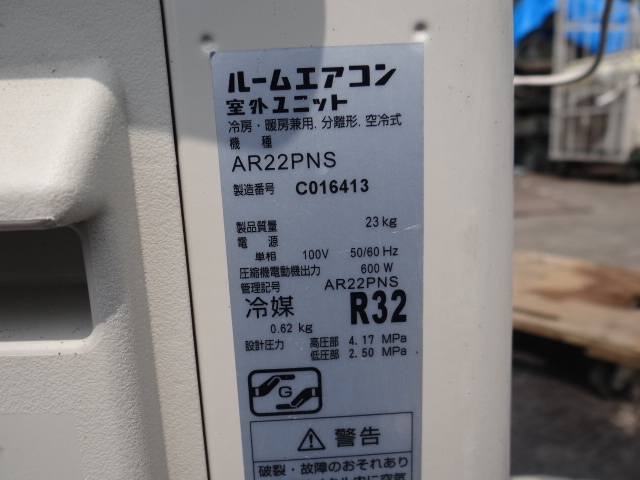 ルームエアコン
室外ユニット
冷房・暖房兼用. 分離形. 空冷式
機 種
AR22PNS
製造番号 C016413
製品質量 23 kg
電 源
単相 100V 50/60 Hz
圧縮機電動機出力 600 W
管理記号 AR22PNS
冷媒 R32
0.62 kg
設計圧力 高圧部 4.17 MPa
低圧部 2.50 MPa
G
警告
破裂・故障のおそれあり